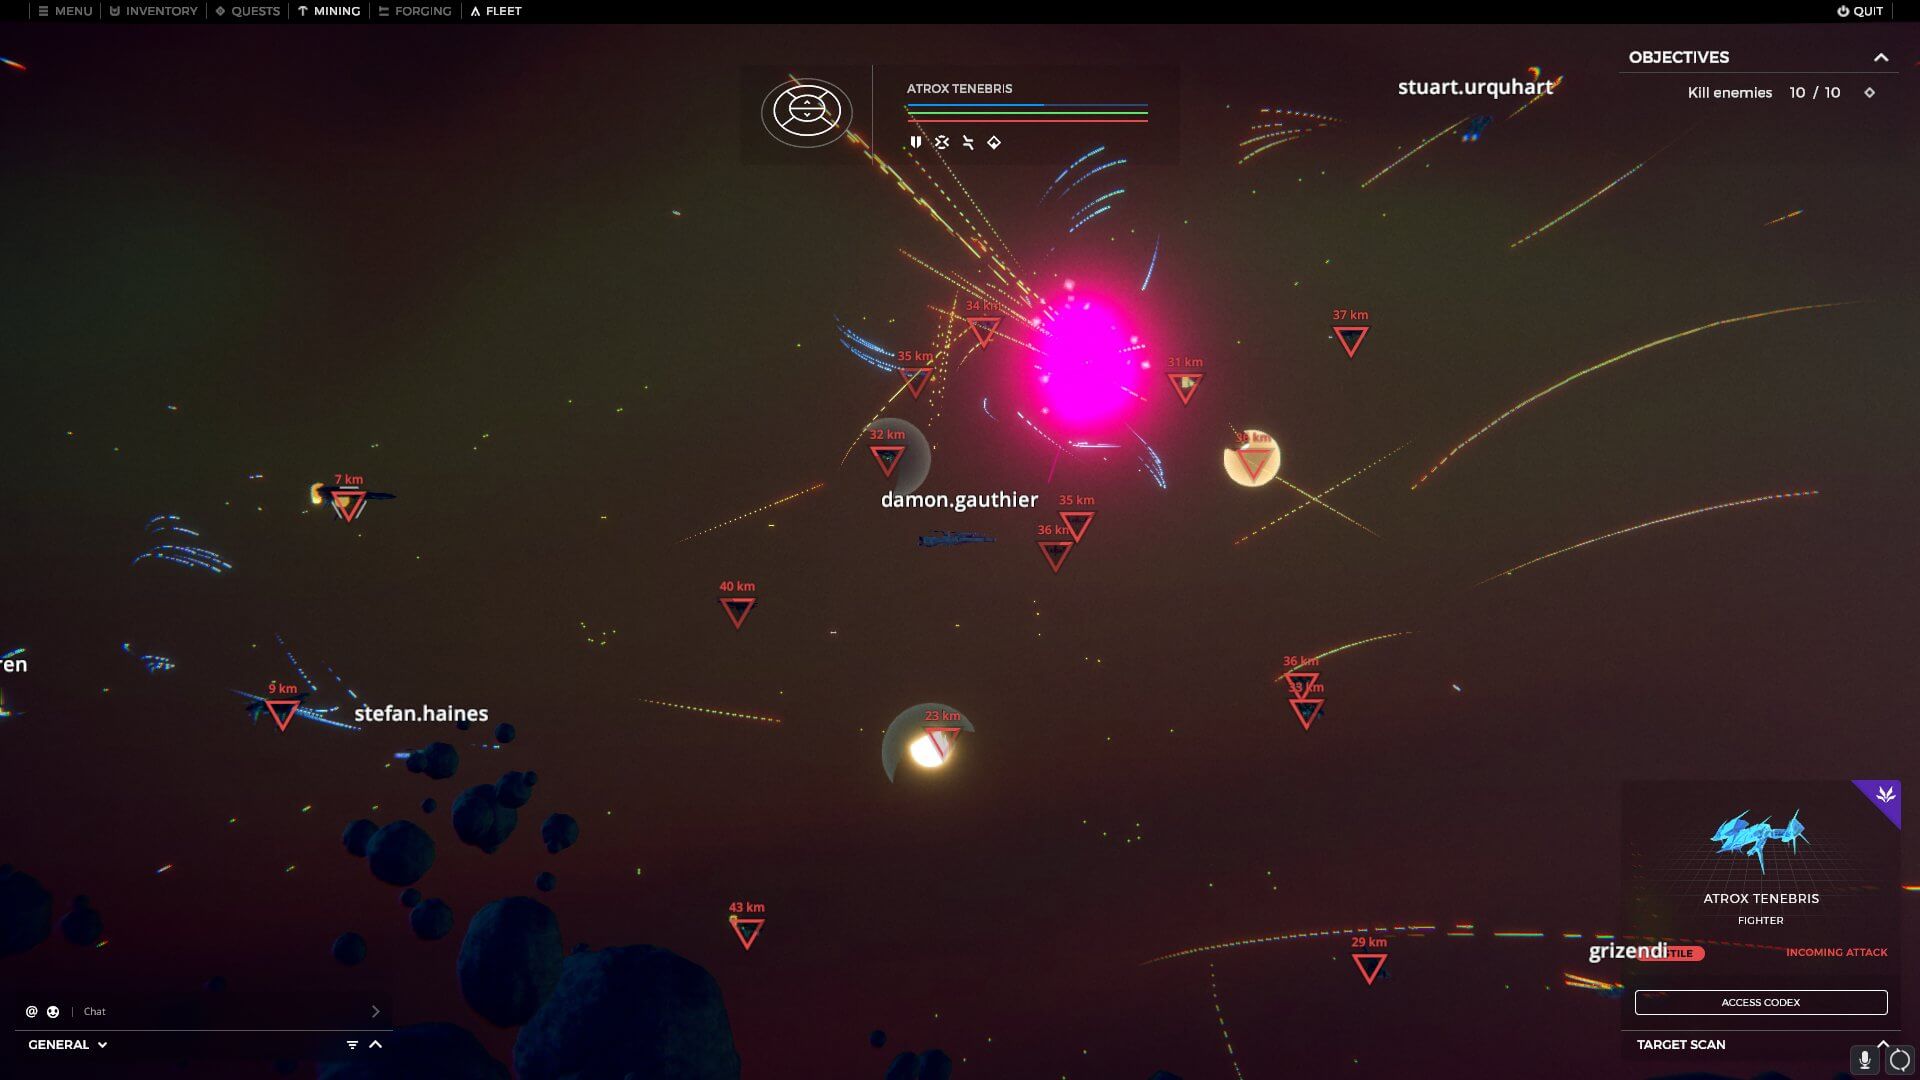 MENU INVENTORY QUESTS MINING FORGING FLEET QUIT
OBJECTIVES
Kill enemies 10 / 10
ATROX TENEBRIS
stuart.urquhart
34 km
37 km
35 km
31 km
32 km
damon.gauthier
35 km
36 km
7 km
40 km
36 km
33 km
ren
9 km
stefan.haines
23 km
43 km
29 km
ATROX TENEBRIS
FIGHTER
grizendi
TILE
INCOMING ATTACK
ACCESS CODEX
TARGET SCAN
@ | Chat
GENERAL